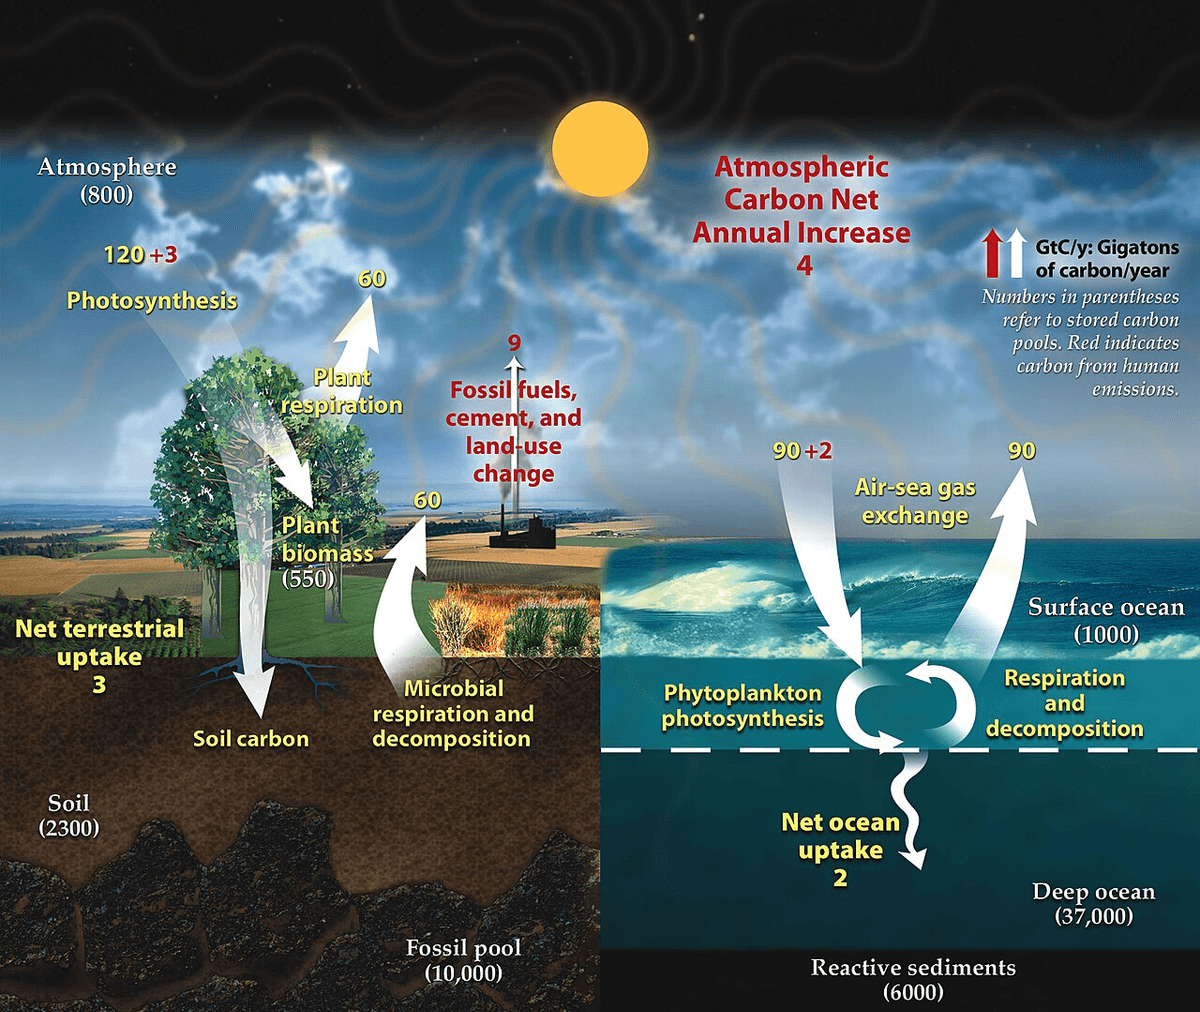 Atmosphere
(800)
120 +3
Photosynthesis
60
Plant
respiration
9
Fossil fuels,
cement, and
land-use
change
Atmospheric
Carbon Net
Annual Increase
4
GtC/y: Gigatons
of carbon/year
Numbers in parentheses
refer to stored carbon
pools. Red indicates
carbon from human
emissions.
Plant
biomass
(550)
60
90 +2
Air-sea gas
exchange
90
Net terrestrial
uptake
3
Soil carbon
Microbial
respiration and
decomposition
Surface ocean
(1000)
Phytoplankton
photosynthesis
Respiration
and
decomposition
Soil
(2300)
Net ocean
uptake
2
Deep ocean
(37,000)
Fossil pool
(10,000)
Reactive sediments
(6000)